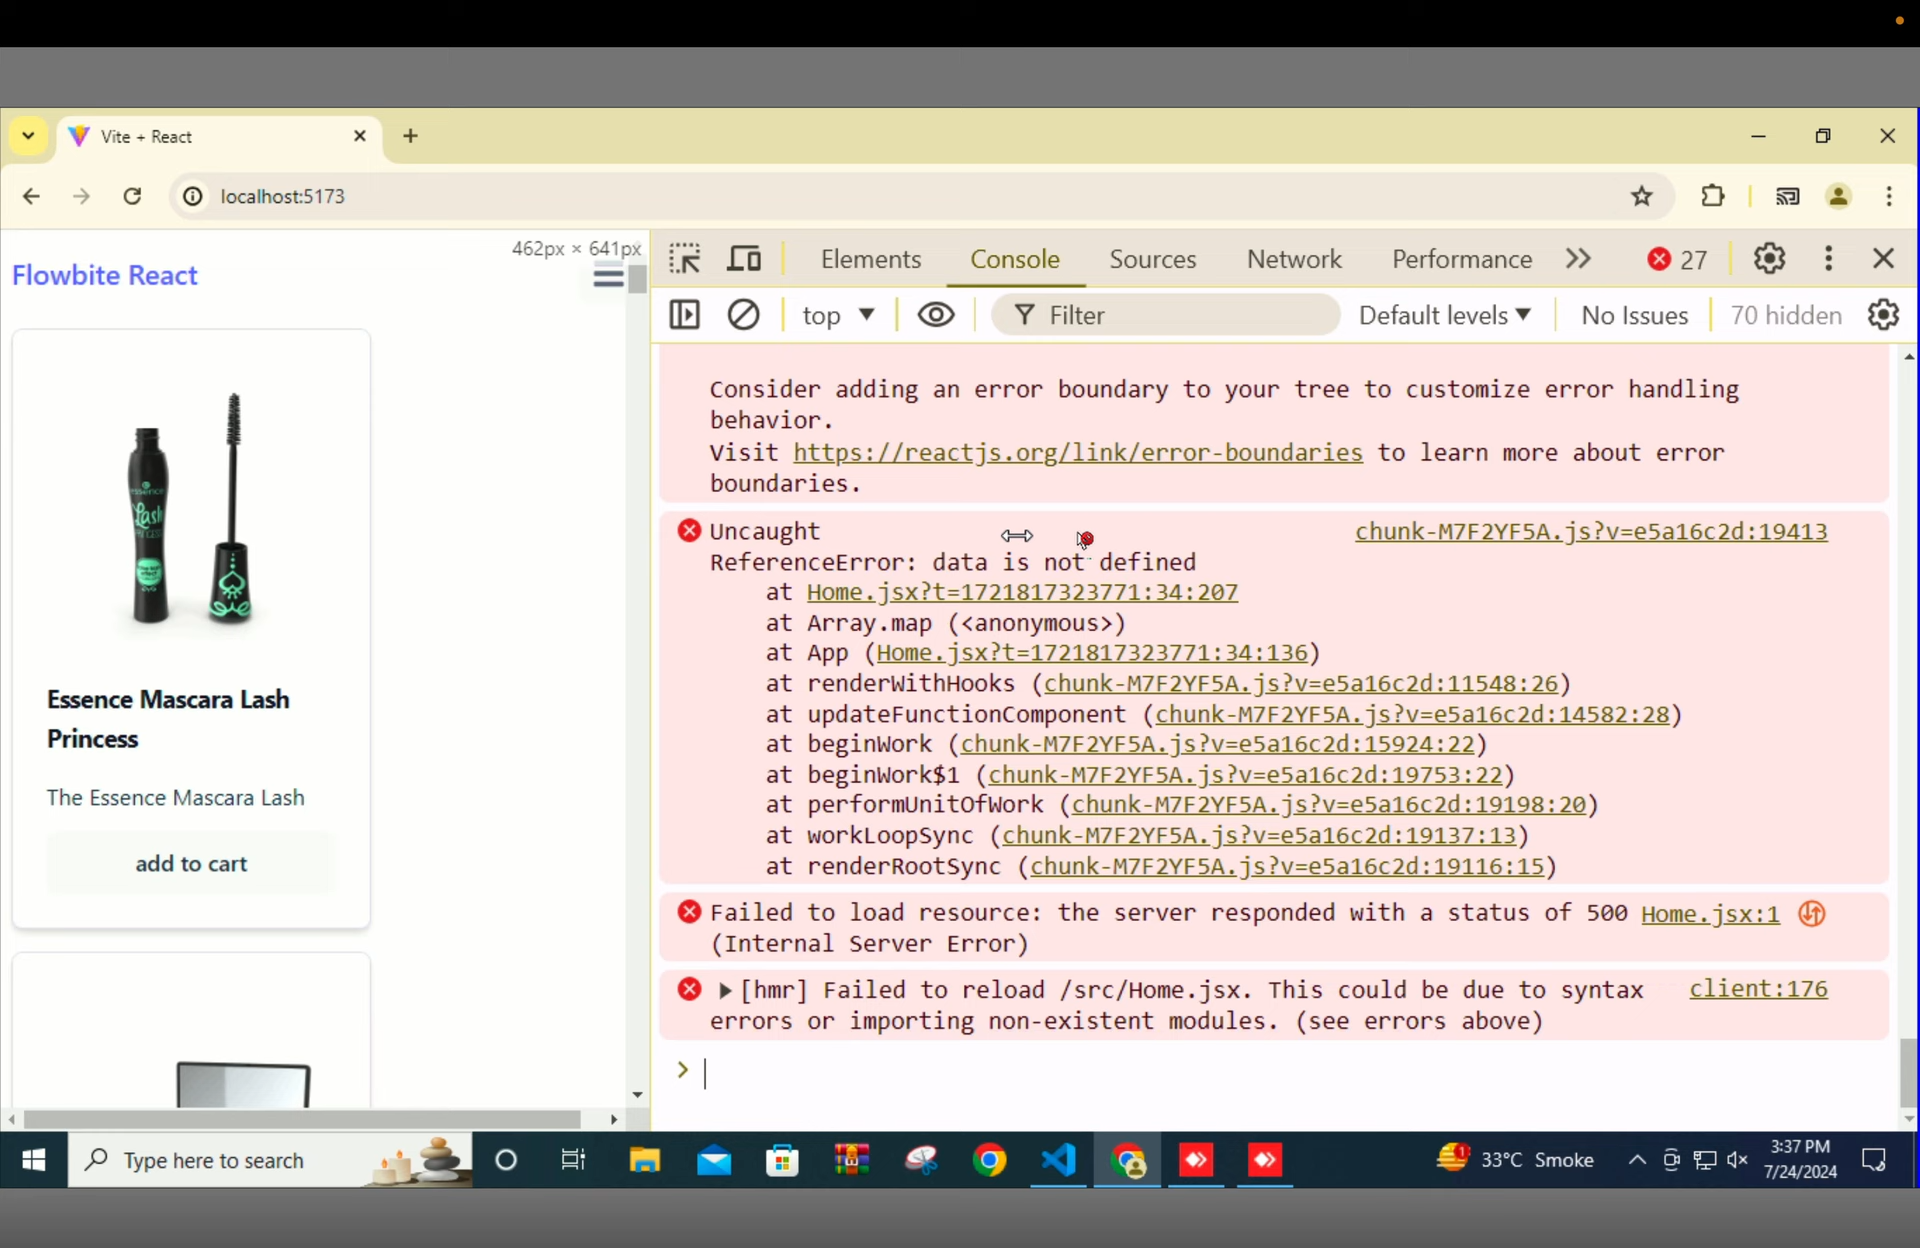 Vite + React
localhost:5173
462px × 641px
Flowbite React
essence
Lash
Essence Mascara Lash
Princess
The Essence Mascara Lash
add to cart
Elements Console Sources Network Performance 27
top Filter Default levels No Issues 70 hidden
Consider adding an error boundary to your tree to customize error handling
behavior.
Visit https://reactjs.org/link/error-boundaries to learn more about error
boundaries.
Uncaught chunk-M7F2YF5A.js?v=e5a16c2d:19413
ReferenceError: data is not defined
at Home.jsx?t=1721817323771:34:207
at Array.map (<anonymous>)
at App (Home.jsx?t=1721817323771:34:136)
at renderWithHooks (chunk-M7F2YF5A.js?v=e5a16c2d:11548:26)
at updateFunctionComponent (chunk-M7F2YF5A.js?v=e5a16c2d:14582:28)
at beginWork (chunk-M7F2YF5A.js?v=e5a16c2d:15924:22)
at beginWork$1 (chunk-M7F2YF5A.js?v=e5a16c2d:19753:22)
at performUnitOfWork (chunk-M7F2YF5A.js?v=e5a16c2d:19198:20)
at workLoopSync (chunk-M7F2YF5A.js?v=e5a16c2d:19137:13)
at renderRootSync (chunk-M7F2YF5A.js?v=e5a16c2d:19116:15)
Failed to load resource: the server responded with a status of 500 Home.jsx:1
(Internal Server Error)
[hmr] Failed to reload /src/Home.jsx. This could be due to syntax client:176
errors or importing non-existent modules. (see errors above)
Type here to search
1
33°C Smoke
3:37 PM
7/24/2024